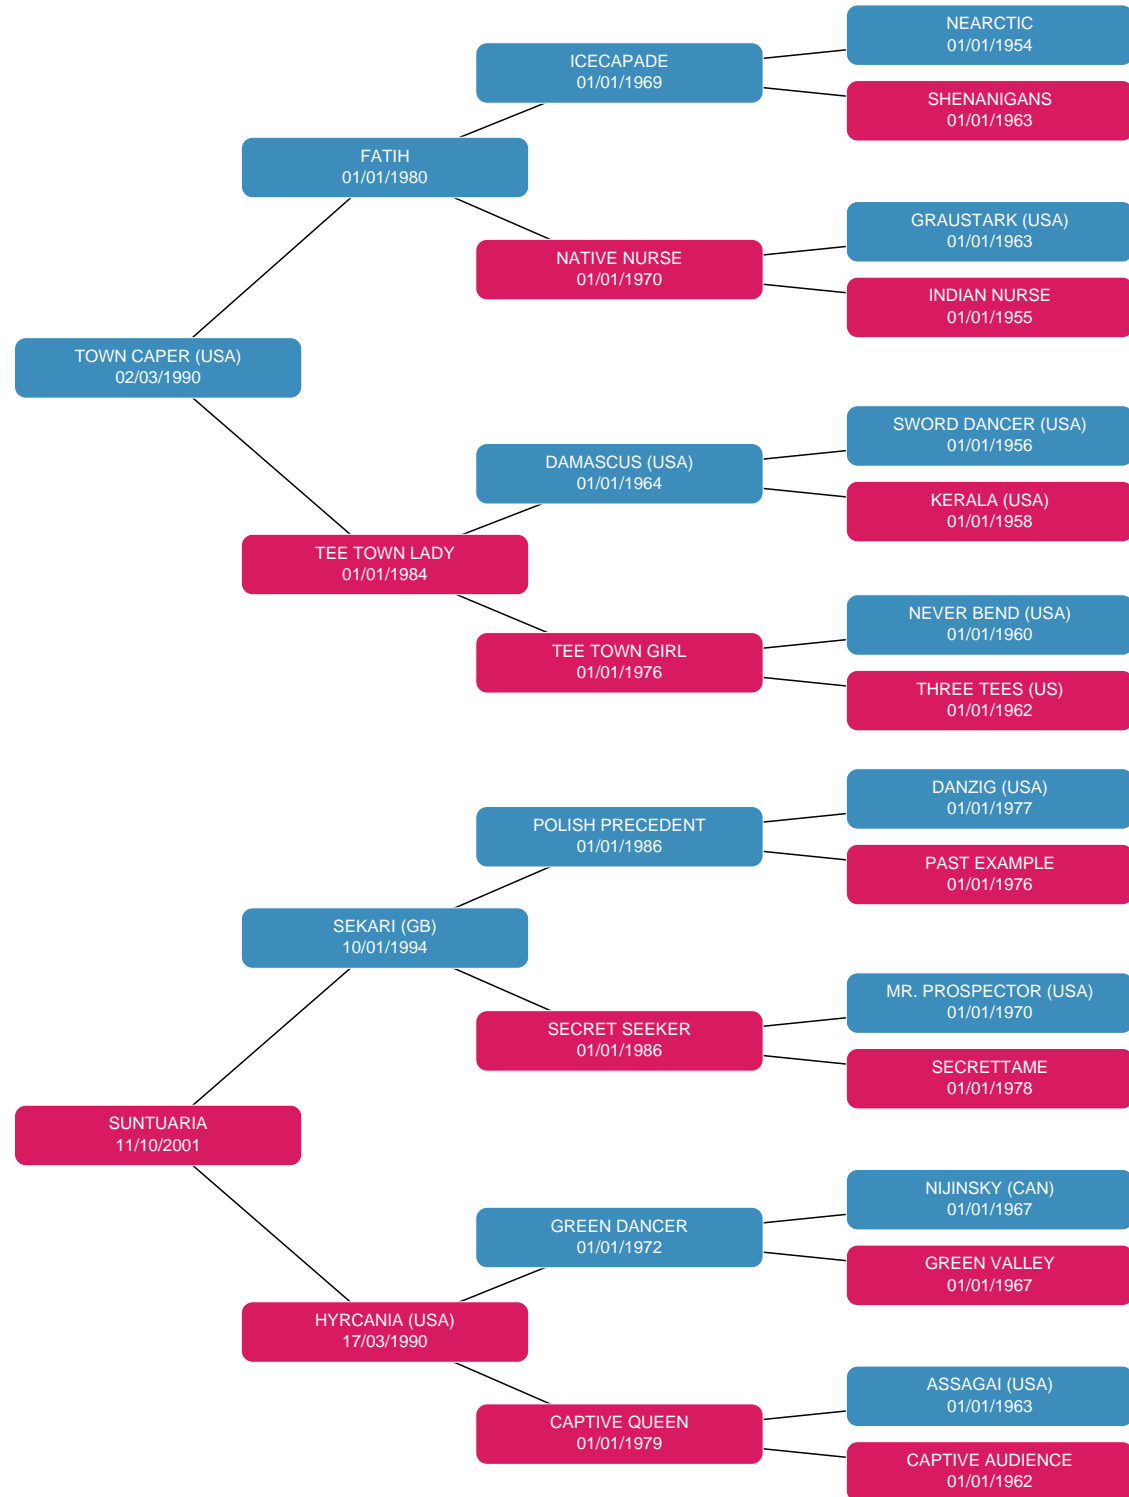 NEARCTIC
01/01/1954
ICECAPADE
01/01/1969
SHENANIGANS
01/01/1963
FATIH
01/01/1980
GRAUSTARK (USA)
01/01/1963
NATIVE NURSE
01/01/1970
INDIAN NURSE
01/01/1955
TOWN CAPER (USA)
02/03/1990
SWORD DANCER (USA)
01/01/1956
DAMASCUS (USA)
01/01/1964
KERALA (USA)
01/01/1958
TEE TOWN LADY
01/01/1984
NEVER BEND (USA)
01/01/1960
TEE TOWN GIRL
01/01/1976
THREE TEES (US)
01/01/1962
DANZIG (USA)
01/01/1977
POLISH PRECEDENT
01/01/1986
PAST EXAMPLE
01/01/1976
SEKARI (GB)
10/01/1994
MR. PROSPECTOR (USA)
01/01/1970
SECRET SEEKER
01/01/1986
SECRETTAME
01/01/1978
SUNTUARIA
11/10/2001
NIJINSKY (CAN)
01/01/1967
GREEN DANCER
01/01/1972
GREEN VALLEY
01/01/1967
HYRCANIA (USA)
17/03/1990
ASSAGAI (USA)
01/01/1963
CAPTIVE QUEEN
01/01/1979
CAPTIVE AUDIENCE
01/01/1962